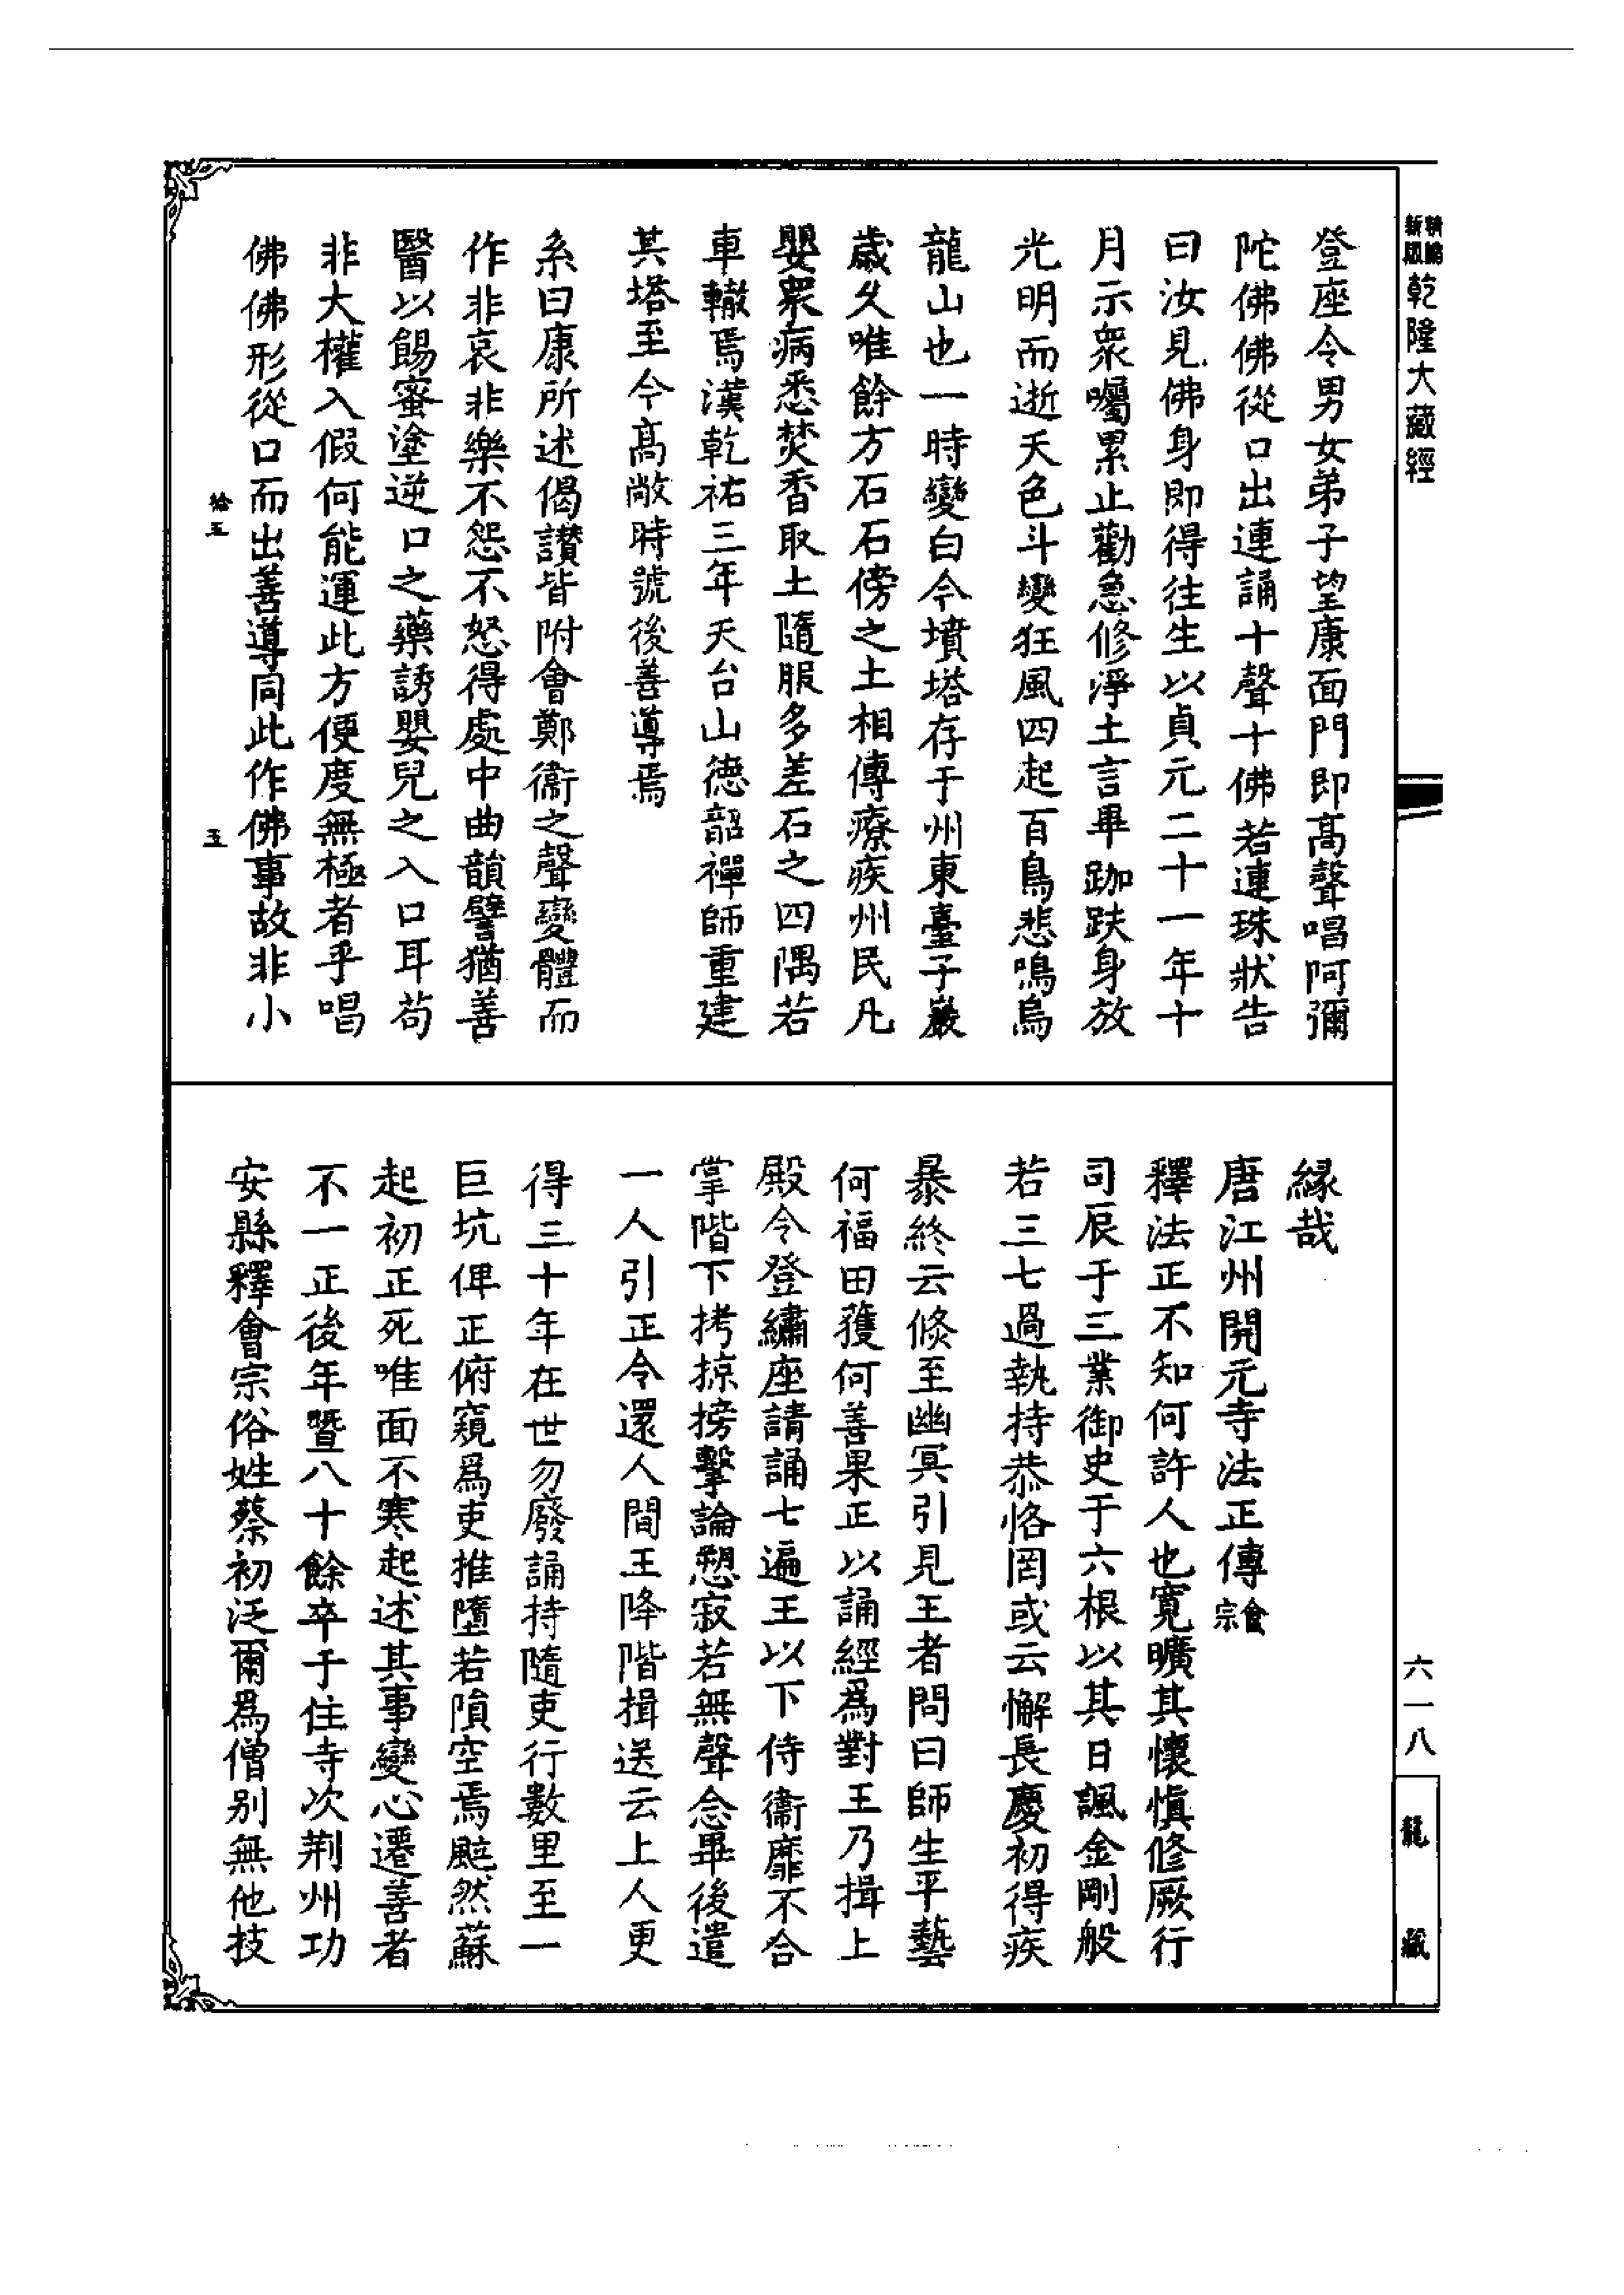 新編
新版
乾隆大藏經
登座令男女弟子望康面門即高聲唱阿彌
陀佛佛從口出連誦十聲十佛若連珠狀告
曰汝見佛身即得往生以貞元二十一年十
月示衆囑累止勸急修淨土言畢跏趺身放
光明而逝天色斗變狂風四起百鳥悲鳴烏
龍山也一時變白今墳塔存于州東臺子巖
歳久唯餘方石石傍之土相傳療疾州民凡
嬰衆病悉焚香取土隨服多差石之四隅若
車轍焉漢乾祐三年天台山德韶禪師重建
其塔至今高敞時號後善導焉
系曰康所述偈讃皆附會鄭衞之聲變體而
作非哀非樂不怨不怒得處中曲韻譬猶善
醫以餳蜜塗逆口之藥誘嬰兒之入口耳苟
非大權入假何能運此方便度無極者乎唱
佛佛形從口而出善導同此作佛事故非小
五
縁哉
唐江州開元寺法正傳會宗
釋法正不知何許人也寬曠其懷慎修厥行
司辰于三業御史于六根以其日諷金剛般
若三七過執持恭恪罔或云懈長慶初得疾
暴終云倏至幽冥引見王者問曰師生平藝
何福田獲何善果正以誦經爲對王乃揖上
殿令登繡座請誦七遍王以下侍衞靡不合
掌階下拷掠搒擊論愬寂若無聲念畢後遣
一人引正令還人間王降階揖送云上人更
得三十年在世勿廢誦持隨吏行數里至一
巨坑俾正俯窺爲吏推墮若隕空焉颩然蘇
起初正死唯面不寒起述其事變心遷善者
不一正後年暨八十餘卒于住寺次荆州功
安縣釋會宗俗姓蔡初泛爾爲僧别無他技
六一八
龍藏